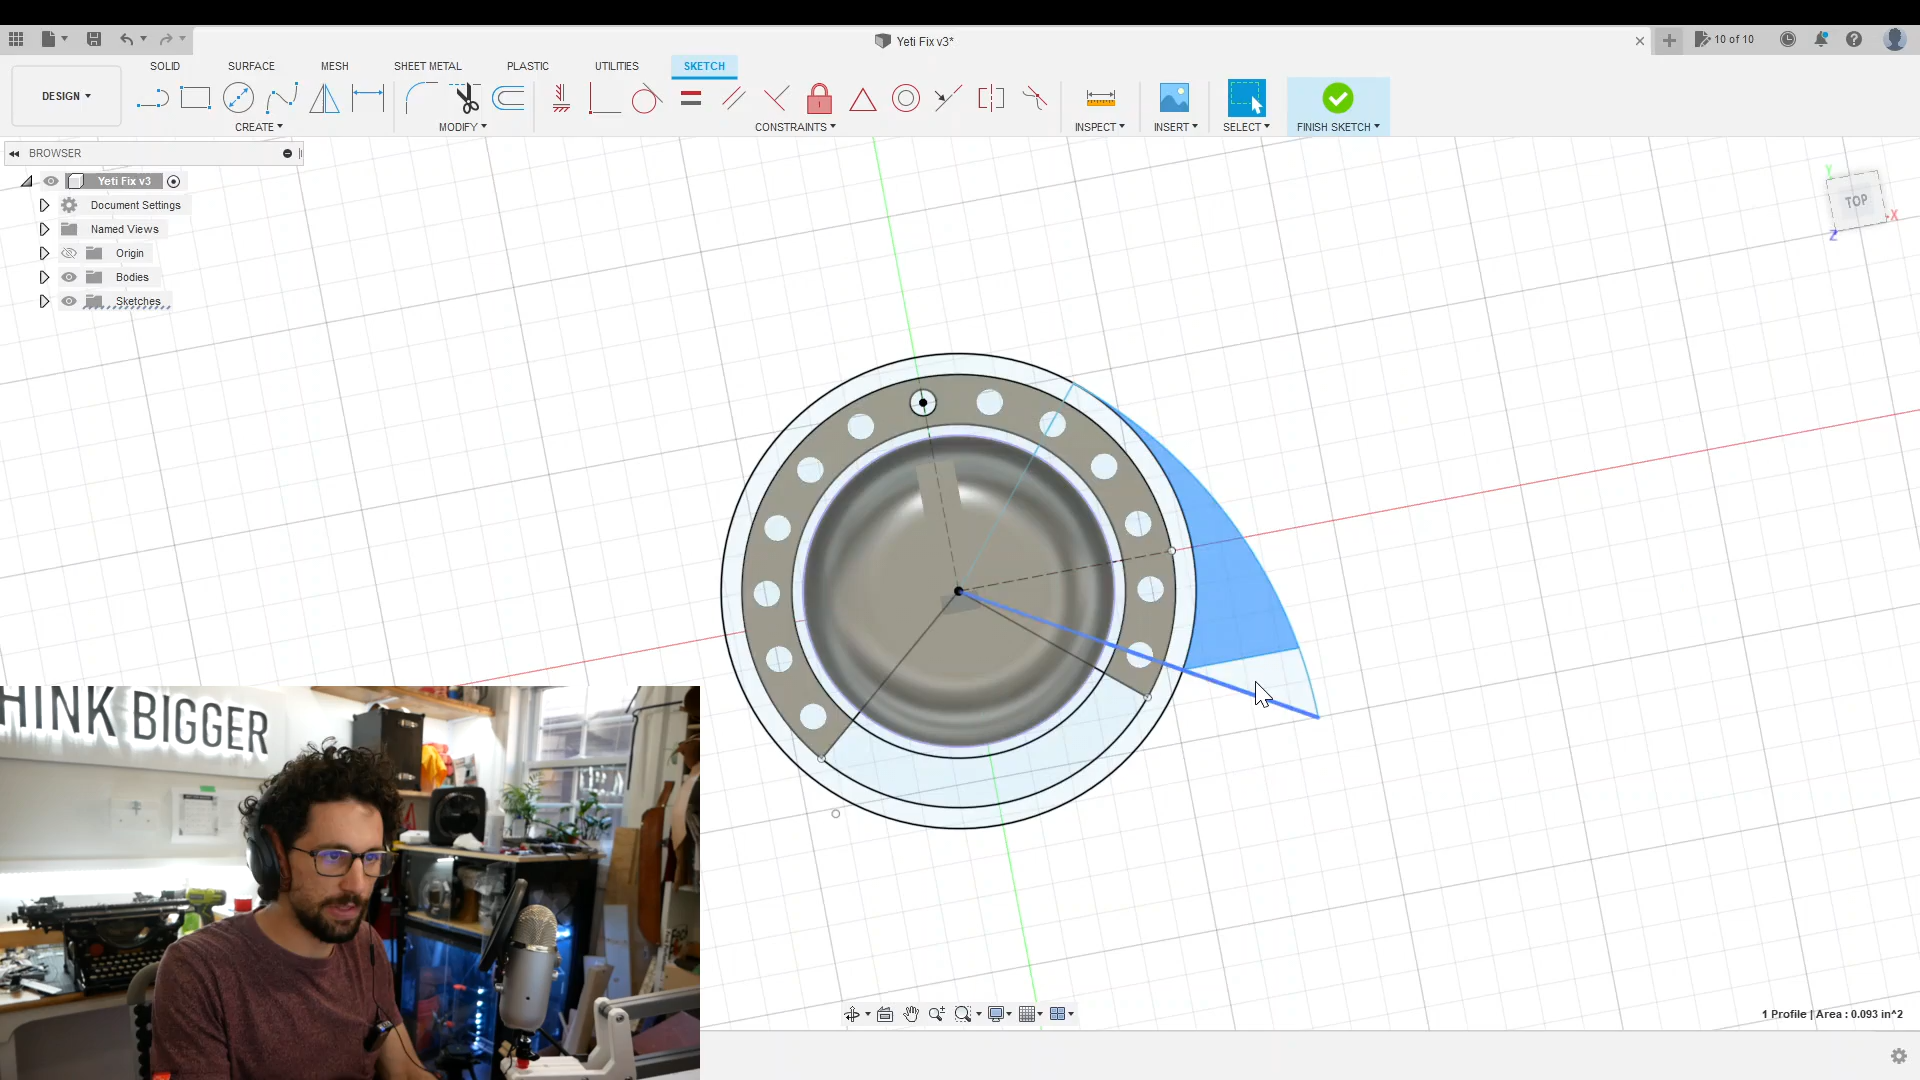 Yeti Fix v3*
10 of 10
DESIGN
SOLID
SURFACE
MESH
SHEET METAL
PLASTIC
UTILITIES
SKETCH
CREATE
MODIFY
CONSTRAINTS
INSPECT
INSERT
SELECT
FINISH SKETCH
BROWSER
Yeti Fix v3
Document Settings
Named Views
Origin
Bodies
Sketches
Y
TOP
X
Z
HINK BIGGER
1 Profile | Area : 0.093 in^2